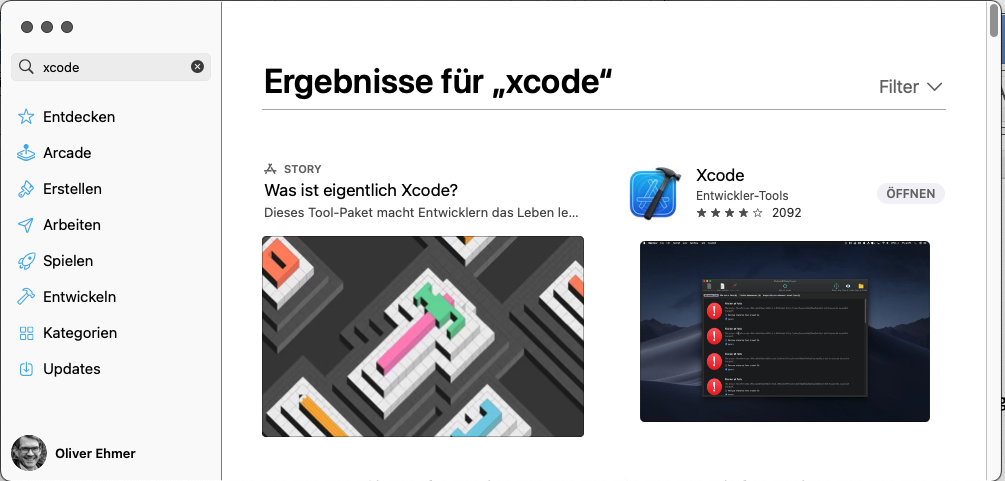 xcode
Entdecken
Arcade
Erstellen
Arbeiten
Spielen
Entwickeln
Kategorien
Updates
Oliver Ehmer
Ergebnisse für „xcode“
Filter
STORY
Was ist eigentlich Xcode?
Dieses Tool-Paket macht Entwicklern das Leben le...
Xcode
Entwickler-Tools
2092
ÖFFNEN